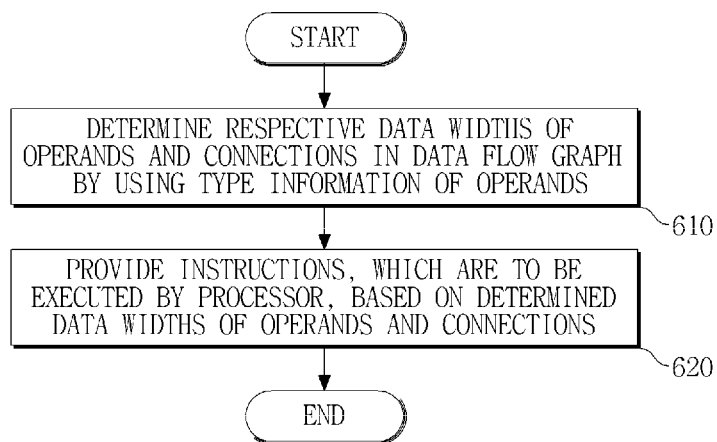 START
DETERMINE RESPECTIVE DATA WIDTHS OF
OPERANDS AND CONNECTIONS IN DATA FLOW GRAPH
BY USING TYPE INFORMATION OF OPERANDS
610
PROVIDE INSTRUCTIONS, WHICH ARE TO BE
EXECUTED BY PROCESSOR, BASED ON DETERMINED
DATA WIDTHS OF OPERANDS AND CONNECTIONS
620
END